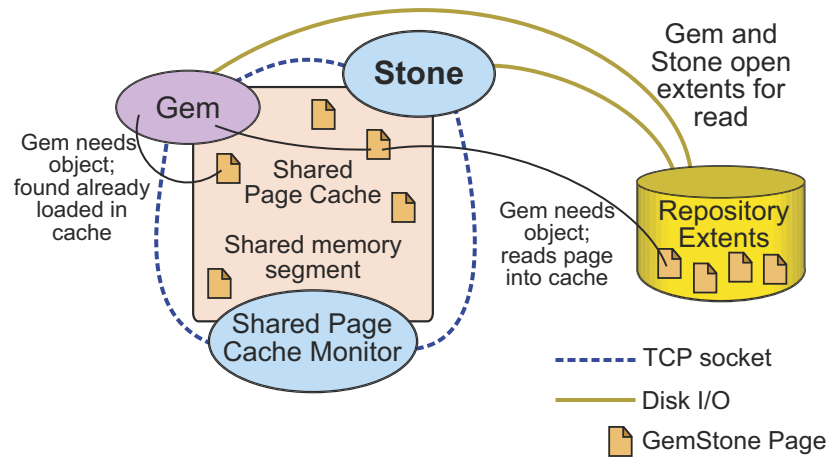 Gem and
Stone open
extents for
read
Stone
Gem
Gem needs
object;
found already
loaded in
cache
Shared
Page Cache
Shared memory
segment
Shared Page
Cache Monitor
Gem needs
object;
reads page
into cache
Repository
Extents
TCP socket
Disk I/O
GemStone Page